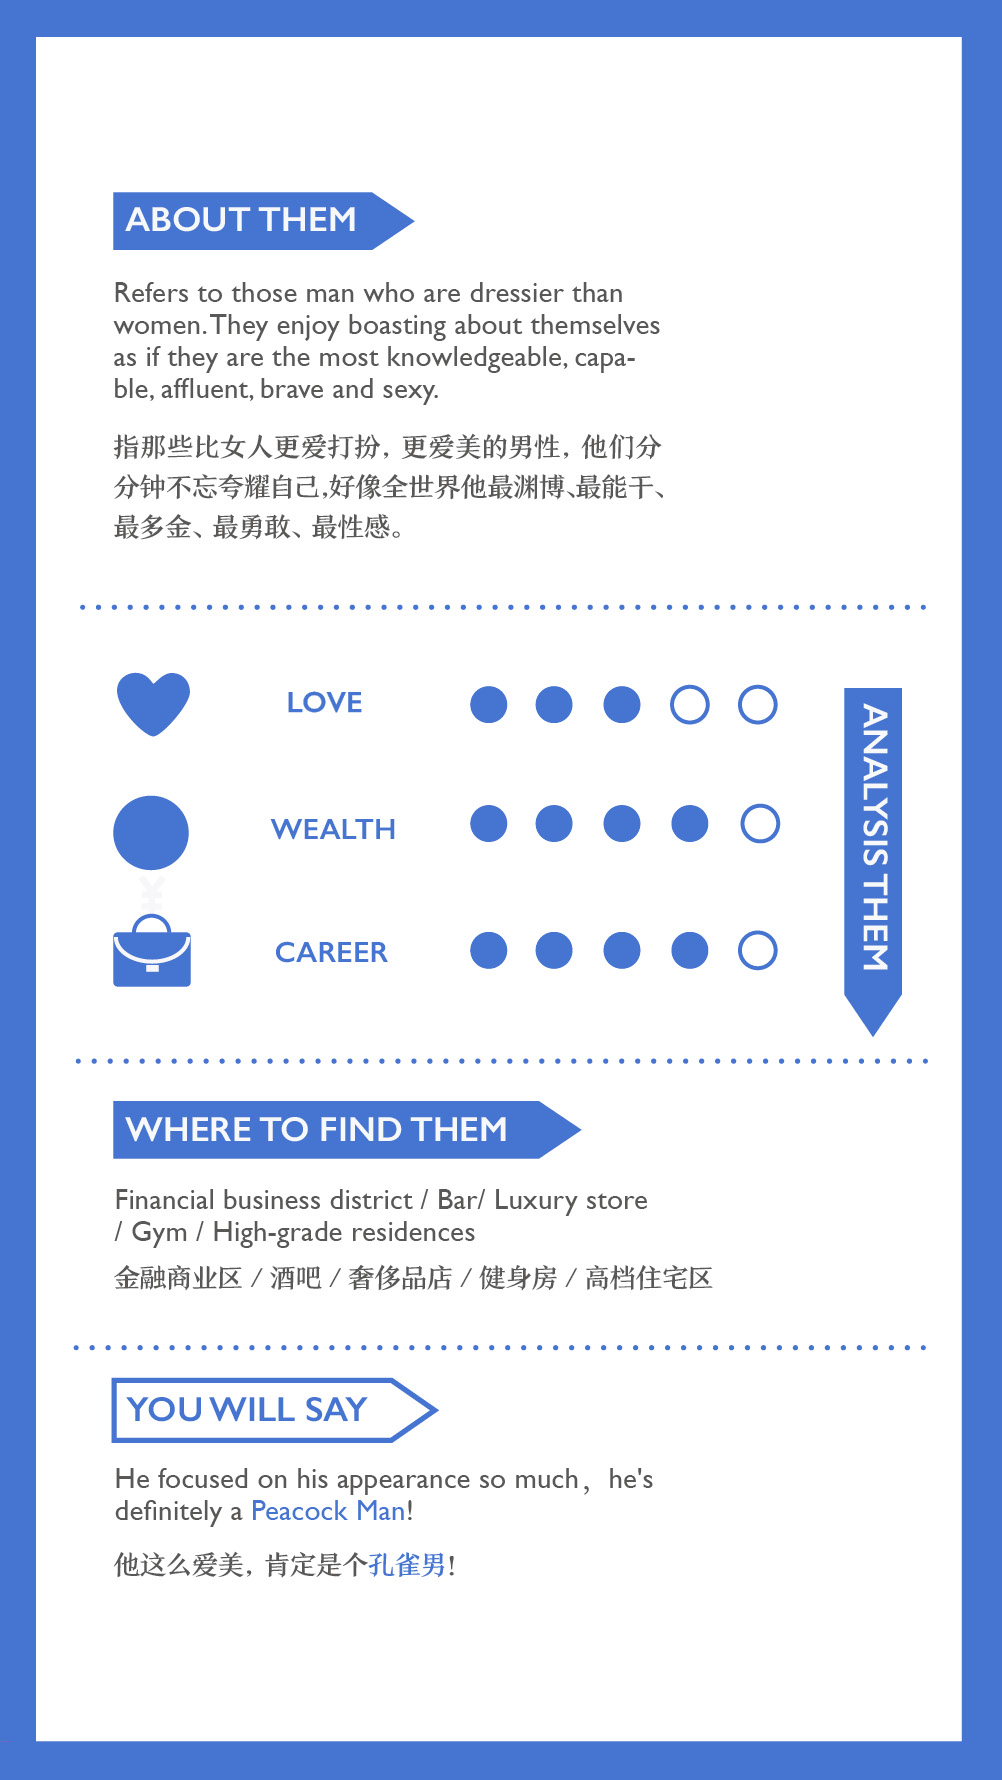 ABOUT THEM
Refers to those man who are dressier than
women. They enjoy boasting about themselves
as if they are the most knowledgeable, capa-
ble, affluent, brave and sexy.
指那些比女人更爱打扮，更爱美的男性，他们分
分钟不忘夸耀自己,好像全世界他最渊博、最能干、
最多金、最勇敢、最性感。
LOVE
WEALTH
¥
CAREER
ANALYSIS THEM
WHERE TO FIND THEM
Financial business district / Bar/ Luxury store
/ Gym / High-grade residences
金融商业区 / 酒吧 / 奢侈品店 / 健身房 / 高档住宅区
YOU WILL SAY
He focused on his appearance so much，he's
definitely a Peacock Man!
他这么爱美，肯定是个孔雀男!